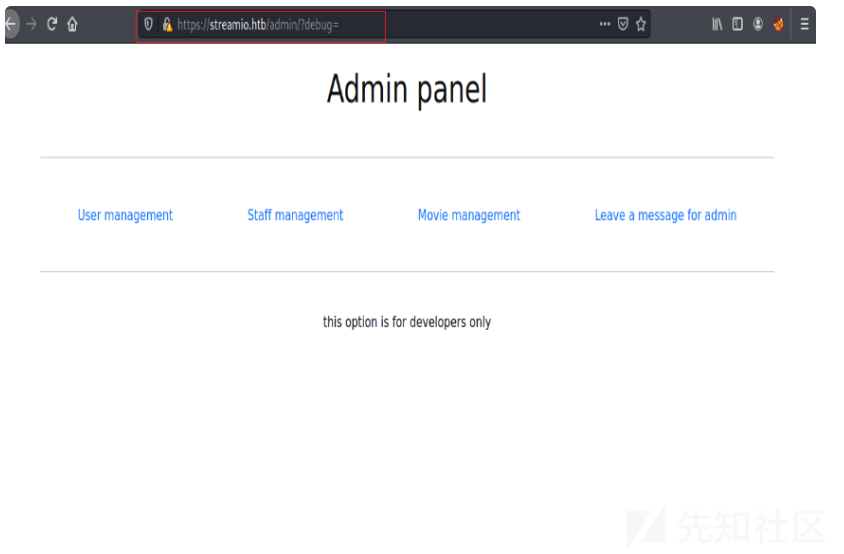 https://streamio.htb/admin/?debug=
Admin panel
User management Staff management Movie management Leave a message for admin
this option is for developers only
先知社区